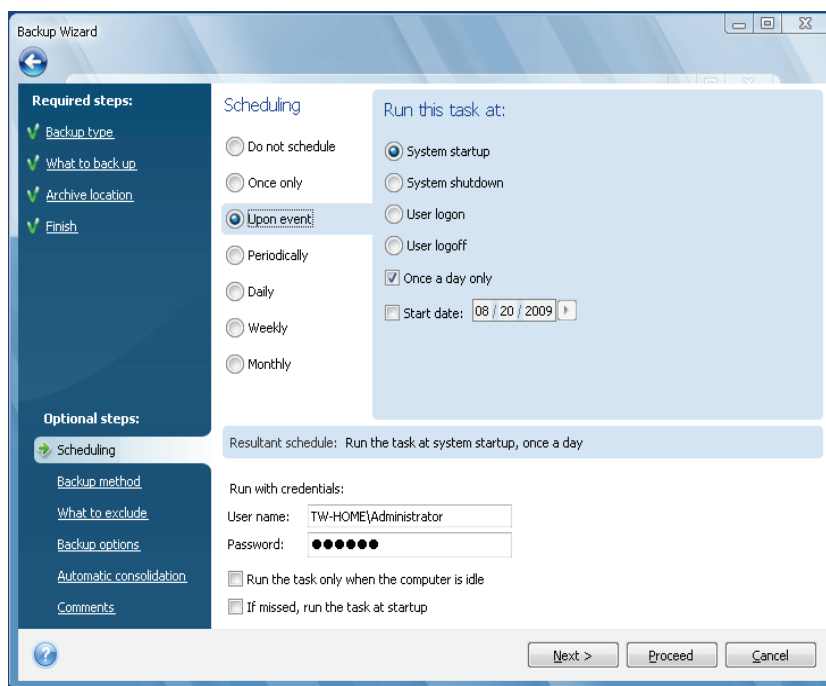 Backup Wizard
Required steps:
Backup type
What to back up
Archive location
Finish
Optional steps:
Scheduling
Backup method
What to exclude
Backup options
Automatic consolidation
Comments
Scheduling
Do not schedule
Once only
Upon event
Periodically
Daily
Weekly
Monthly
Run this task at:
System startup
System shutdown
User logon
User logoff
Once a day only
Start date: 08 / 20 / 2009
Resultant schedule: Run the task at system startup, once a day
Run with credentials:
User name: TW-HOME\Administrator
Password: ●●●●●●
Run the task only when the computer is idle
If missed, run the task at startup
Next >
Proceed
Cancel